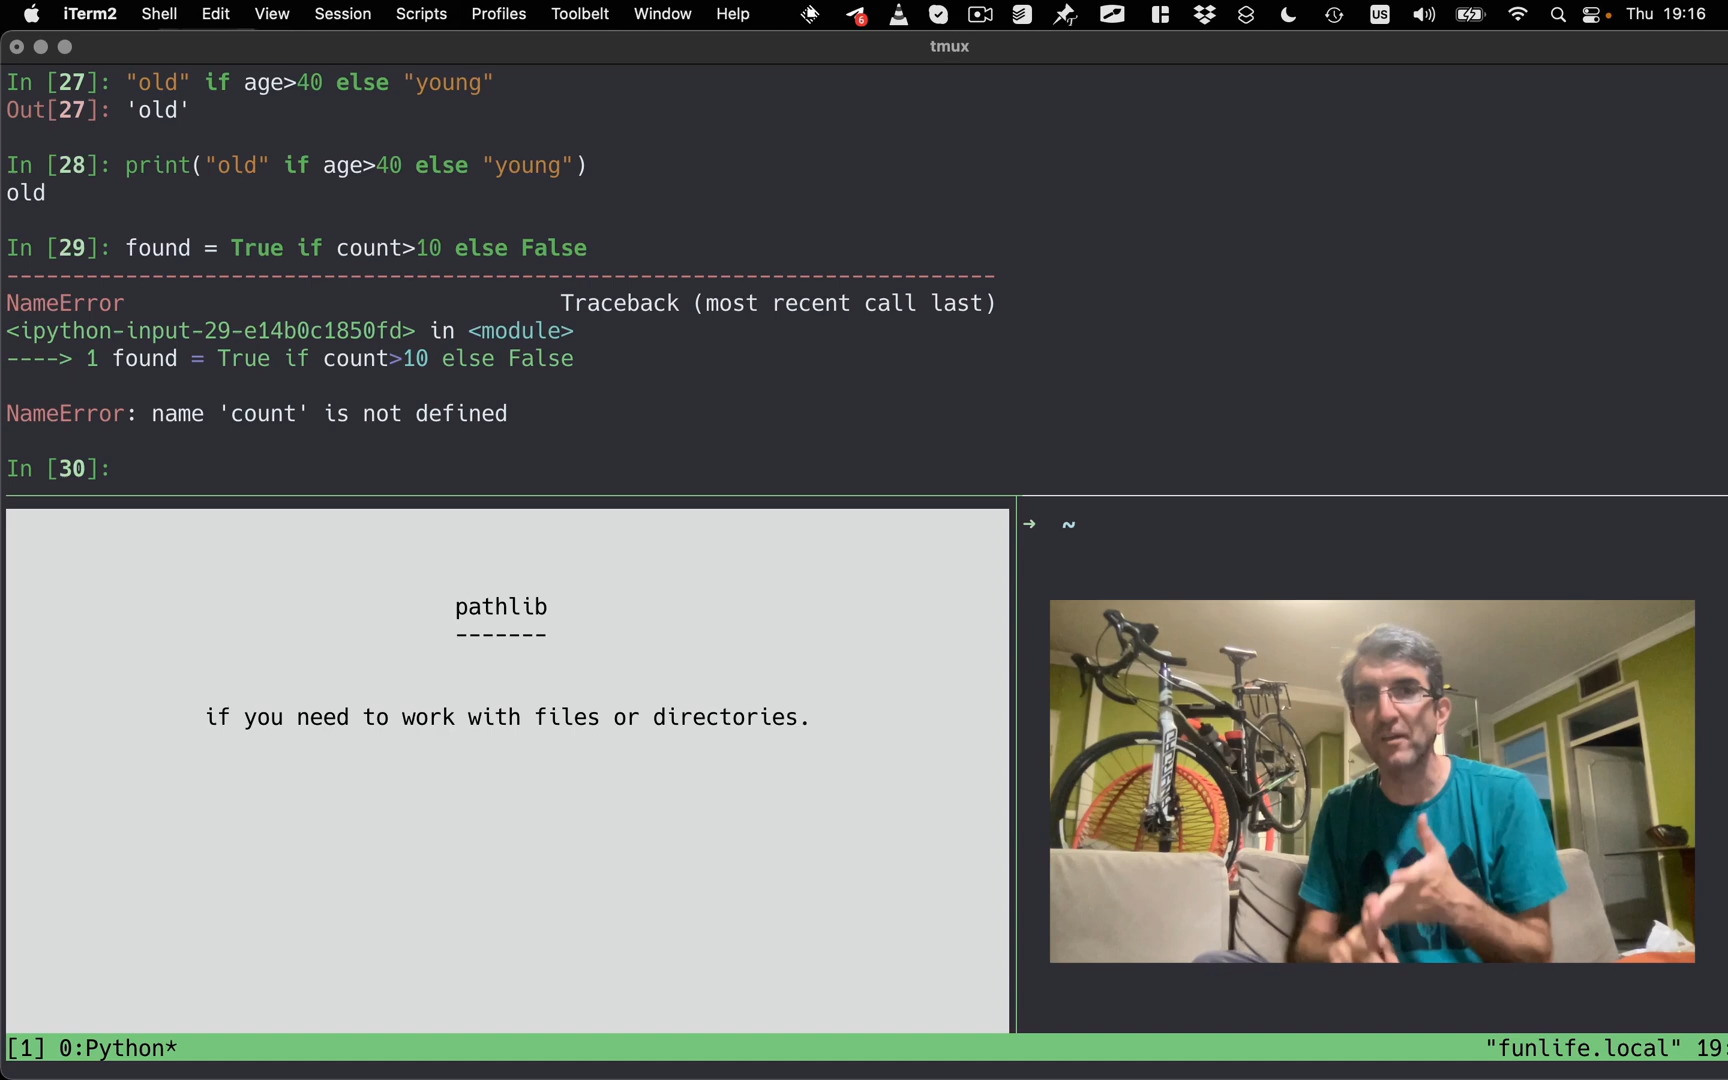 iTerm2 Shell Edit View Session Scripts Profiles Toolbelt Window Help 6 US Thu 19:16
tmux
In [27]: "old" if age>40 else "young"
Out[27]: 'old'
In [28]: print("old" if age>40 else "young")
old
In [29]: found = True if count>10 else False
---------------------------------------------------------------------------
NameError Traceback (most recent call last)
<ipython-input-29-e14b0c1850fd> in <module>
----> 1 found = True if count>10 else False
NameError: name 'count' is not defined
In [30]:
→ ~
pathlib
-------
if you need to work with files or directories.
[1] 0:Python* "funlife.local" 19: